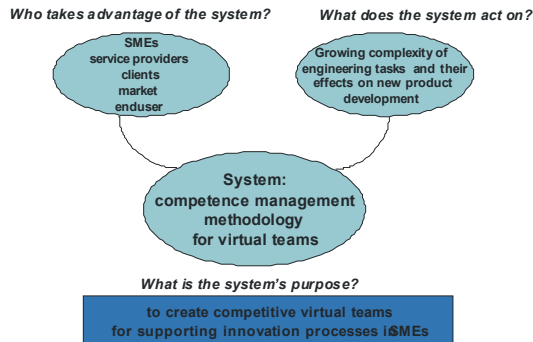 Who takes advantage of the system?
What does the system act on?
SMEs
service providers
clients
market
enduser
Growing complexity of
engineering tasks and their
effects on new product
development
System:
competence management
methodology
for virtual teams
What is the system's purpose?
to create competitive virtual teams
for supporting innovation processes in SMEs